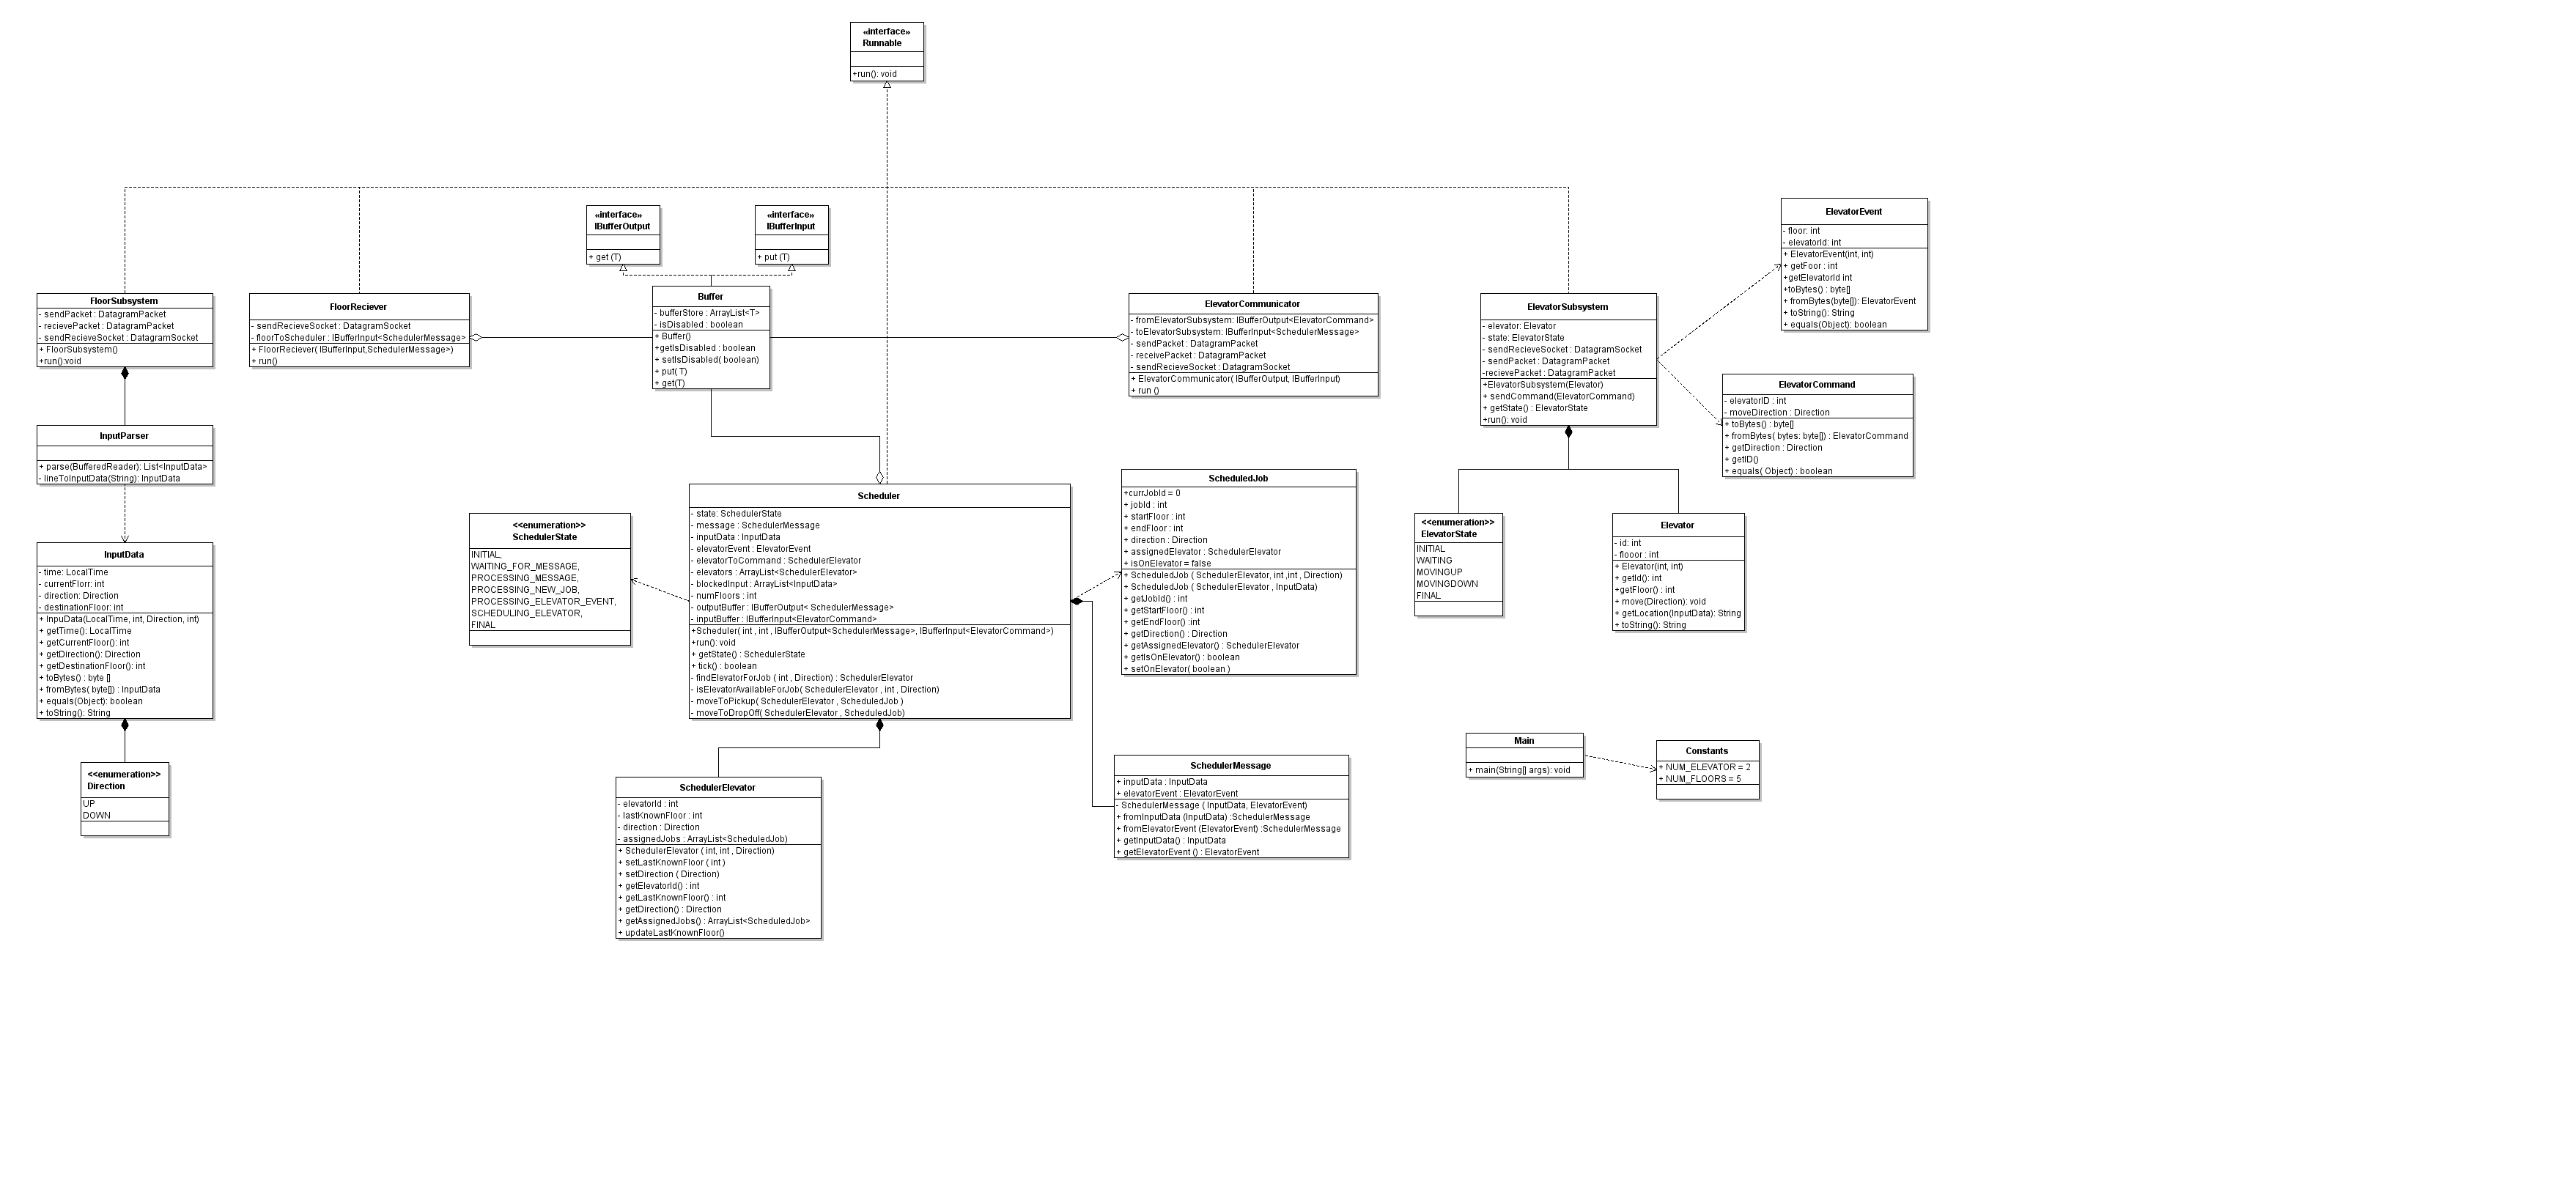 «interface»
Runnable
+run(): void
«interface»
IBufferOutput
+ get (T)
«interface»
IBufferInput
+ put (T)
ElevatorEvent
- floor: int
- elevatorId: int
+ ElevatorEvent(int, int)
+ getFoor : int
+getElevatorId int
+toBytes() : byte[]
+ fromBytes(byte[]): ElevatorEvent
+ toString(): String
+ equals(Object): boolean
FloorSubsystem
- sendPacket : DatagramPacket
- recievePacket : DatagramPacket
- sendRecieveSocket : DatagramSocket
+ FloorSubsystem()
+run():void
FloorReciever
- sendRecieveSocket : DatagramSocket
- floorToScheduler : IBufferInput<SchedulerMessage>
+ FloorReciever( IBufferInput,SchedulerMessage>)
+ run()
Buffer
- bufferStore : ArrayList<T>
- isDisabled : boolean
+ Buffer()
+getIsDisabled : boolean
+ setIsDisabled( boolean)
+ put( T)
+ get(T)
ElevatorCommunicator
- fromElevatorSubsystem: IBufferOutput<ElevatorCommand>
- toElevatorSubsystem: IBufferInput<SchedulerMessage>
- sendPacket : DatagramPacket
- receivePacket : DatagramPacket
- sendRecieveSocket : DatagramSocket
+ ElevatorCommunicator( IBufferOutput, IBufferInput)
+ run ()
ElevatorSubsystem
- elevator: Elevator
- state: ElevatorState
- sendRecieveSocket : DatagramSocket
- sendPacket : DatagramPacket
-recievePacket : DatagramPacket
+ElevatorSubsystem(Elevator)
+ sendCommand(ElevatorCommand)
+ getState() : ElevatorState
+run(): void
ElevatorCommand
- elevatorID : int
- moveDirection : Direction
+ toBytes() : byte[]
+ fromBytes( bytes: byte[]) : ElevatorCommand
+ getDirection : Direction
+ getID()
+ equals( Object) : boolean
InputParser
+ parse(BufferedReader): List<InputData>
- lineToInputData(String): InputData
InputData
- time: LocalTime
- currentFlorr: int
- direction: Direction
- destinationFloor: int
+ InpuData(LocalTime, int, Direction, int)
+ getTime(): LocalTime
+ getCurrentFloor(): int
+ getDirection(): Direction
+ getDestinationFloor(): int
+ toBytes() : byte []
+ fromBytes( byte[]) : InputData
+ equals(Object): boolean
+ toString(): String
<<enumeration>>
Direction
UP
DOWN
<<enumeration>>
SchedulerState
INITIAL,
WAITING_FOR_MESSAGE,
PROCESSING_MESSAGE,
PROCESSING_NEW_JOB,
PROCESSING_ELEVATOR_EVENT,
SCHEDULING_ELEVATOR,
FINAL
Scheduler
- state: SchedulerState
- message : SchedulerMessage
- inputData : InputData
- elevatorEvent : ElevatorEvent
- elevatorToCommand : SchedulerElevator
- elevators : ArrayList<SchedulerElevator>
- blockedInput : ArrayList<InputData>
- numFloors : int
- outputBuffer : IBufferOutput< SchedulerMessage>
- inputBuffer : IBufferInput<ElevatorCommand>
+Scheduler( int , int , IBufferOutput<SchedulerMessage>, IBufferInput<ElevatorCommand>)
+run(): void
+ getState() : SchedulerState
+ tick() : boolean
- findElevatorForJob ( int , Direction) : SchedulerElevator
- isElevatorAvailableForJob( SchedulerElevator , int , Direction)
- moveToPickup( SchedulerElevator , ScheduledJob )
- moveToDropOff( SchedulerElevator , ScheduledJob)
ScheduledJob
+currJobId = 0
+ jobId : int
+ startFloor : int
+ endFloor : int
+ direction : Direction
+ assignedElevator : SchedulerElevator
+ isOnElevator = false
+ ScheduledJob ( SchedulerElevator, int ,int , Direction)
+ ScheduledJob ( SchedulerElevator , InputData)
+ getJobId() : int
+ getStartFloor() : int
+ getEndFloor() :int
+ getDirection() : Direction
+ getAssignedElevator() : SchedulerElevator
+ getIsOnElevator() : boolean
+ setOnElevator( boolean )
<<enumeration>>
ElevatorState
INITIAL
WAITING
MOVINGUP
MOVINGDOWN
FINAL
Elevator
- id: int
- flooor : int
+ Elevator(int, int)
+ getId(): int
+getFloor() : int
+ move(Direction): void
+ getLocation(InputData): String
+ toString(): String
SchedulerElevator
- elevatorId : int
- lastKnownFloor : int
- direction : Direction
- assignedJobs : ArrayList<ScheduledJob)
+ SchedulerElevator ( int, int , Direction)
+ setLastKnownFloor ( int )
+ setDirection ( Direction)
+ getElevatorId() : int
+ getLastKnownFloor() : int
+ getDirection() : Direction
+ getAssignedJobs() : ArrayList<ScheduledJob>
+ updateLastKnownFloor()
SchedulerMessage
+ inputData : InputData
+ elevatorEvent : ElevatorEvent
- SchedulerMessage ( InputData, ElevatorEvent)
+ fromInputData (InputData) :SchedulerMessage
+ fromElevatorEvent (ElevatorEvent) :SchedulerMessage
+ getInputData() : InputData
+ getElevatorEvent () : ElevatorEvent
Main
+ main(String[] args): void
Constants
+ NUM_ELEVATOR = 2
+ NUM_FLOORS = 5